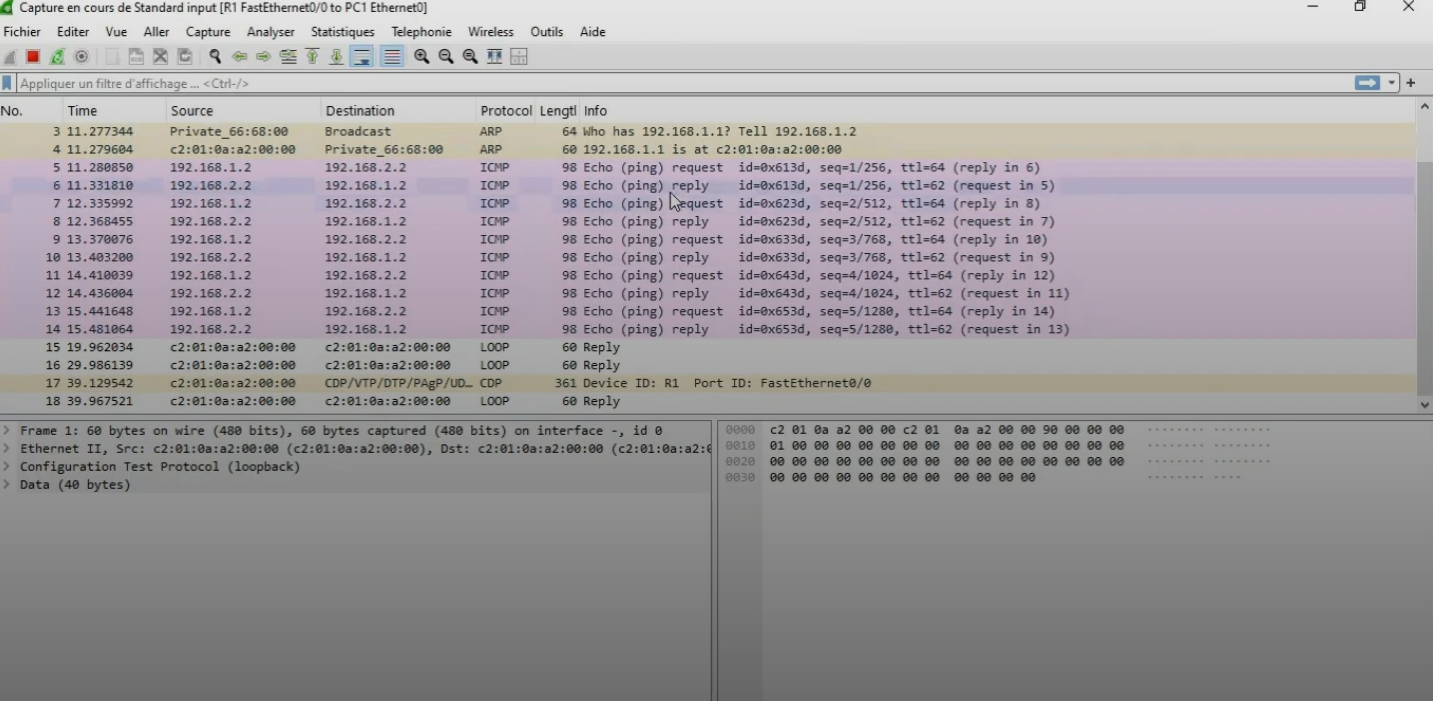 Capture en cours de Standard input [R1 FastEthernet0/0 to PC1 Ethernet0]
Fichier Editer Vue Aller Capture Analyser Statistiques Telephonie Wireless Outils Aide
Appliquer un filtre d'affichage ... <Ctrl-/>
No. Time Source Destination Protocol Lengtl Info
3 11.277344 Private_66:68:00 Broadcast ARP 64 Who has 192.168.1.1? Tell 192.168.1.2
4 11.279604 c2:01:0a:a2:00:00 Private_66:68:00 ARP 60 192.168.1.1 is at c2:01:0a:a2:00:00
5 11.280850 192.168.1.2 192.168.2.2 ICMP 98 Echo (ping) request id=0x613d, seq=1/256, ttl=64 (reply in 6)
6 11.331810 192.168.2.2 192.168.1.2 ICMP 98 Echo (ping) reply id=0x613d, seq=1/256, ttl=62 (request in 5)
7 12.335992 192.168.1.2 192.168.2.2 ICMP 98 Echo (ping) request id=0x623d, seq=2/512, ttl=64 (reply in 8)
8 12.368455 192.168.2.2 192.168.1.2 ICMP 98 Echo (ping) reply id=0x623d, seq=2/512, ttl=62 (request in 7)
9 13.370076 192.168.1.2 192.168.2.2 ICMP 98 Echo (ping) request id=0x633d, seq=3/768, ttl=64 (reply in 10)
10 13.403200 192.168.2.2 192.168.1.2 ICMP 98 Echo (ping) reply id=0x633d, seq=3/768, ttl=62 (request in 9)
11 14.410039 192.168.1.2 192.168.2.2 ICMP 98 Echo (ping) request id=0x643d, seq=4/1024, ttl=64 (reply in 12)
12 14.436004 192.168.2.2 192.168.1.2 ICMP 98 Echo (ping) reply id=0x643d, seq=4/1024, ttl=62 (request in 11)
13 15.441648 192.168.1.2 192.168.2.2 ICMP 98 Echo (ping) request id=0x653d, seq=5/1280, ttl=64 (reply in 14)
14 15.481064 192.168.2.2 192.168.1.2 ICMP 98 Echo (ping) reply id=0x653d, seq=5/1280, ttl=62 (request in 13)
15 19.962034 c2:01:0a:a2:00:00 c2:01:0a:a2:00:00 LOOP 60 Reply
16 29.986139 c2:01:0a:a2:00:00 c2:01:0a:a2:00:00 LOOP 60 Reply
17 39.129542 c2:01:0a:a2:00:00 CDP/VTP/DTP/PAgP/UD… CDP 361 Device ID: R1 Port ID: FastEthernet0/0
18 39.967521 c2:01:0a:a2:00:00 c2:01:0a:a2:00:00 LOOP 60 Reply
Frame 1: 60 bytes on wire (480 bits), 60 bytes captured (480 bits) on interface -, id 0
Ethernet II, Src: c2:01:0a:a2:00:00 (c2:01:0a:a2:00:00), Dst: c2:01:0a:a2:00:00 (c2:01:0a:a2:0
Configuration Test Protocol (loopback)
Data (40 bytes)
0000 c2 01 0a a2 00 00 c2 01 0a a2 00 00 90 00 00 00 ········ ········
0010 01 00 00 00 00 00 00 00 00 00 00 00 00 00 00 00 ········ ········
0020 00 00 00 00 00 00 00 00 00 00 00 00 00 00 00 00 ········ ········
0030 00 00 00 00 00 00 00 00 00 00 00 00 ········ ····